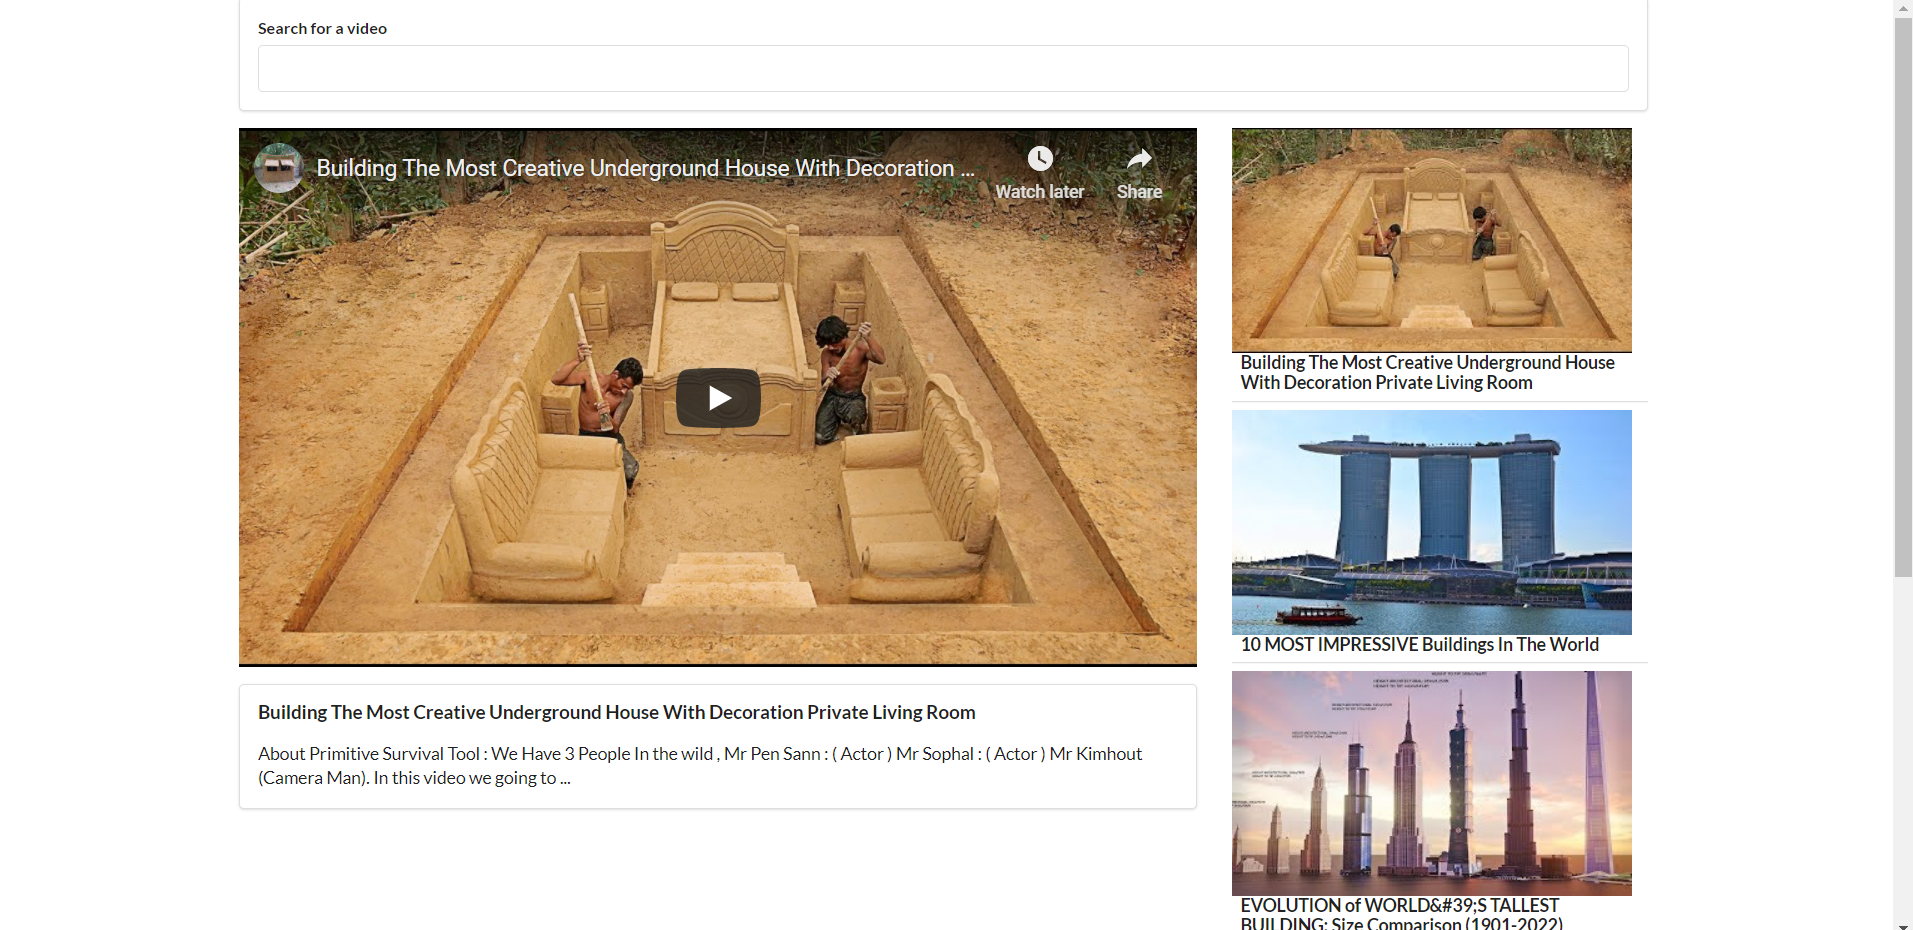 Search for a video
Building The Most Creative Underground House With Decoration ...
Watch later
Share
Building The Most Creative Underground House With Decoration Private Living Room
About Primitive Survival Tool : We Have 3 People In the wild , Mr Pen Sann : ( Actor ) Mr Sophal : ( Actor ) Mr Kimhout
(Camera Man). In this video we going to ...
Building The Most Creative Underground House
With Decoration Private Living Room
10 MOST IMPRESSIVE Buildings In The World
EVOLUTION of WORLD&#39;S TALLEST
BUILDING: Size Comparison (1901-2022)